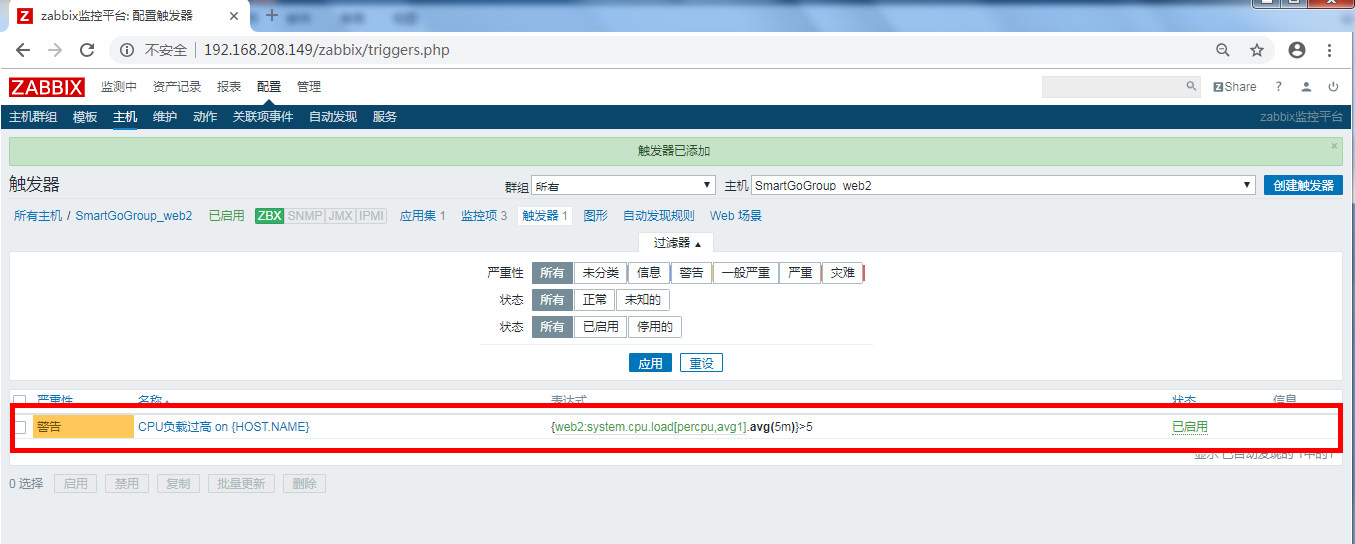 zabbix监控平台: 配置触发器
不安全 192.168.208.149/zabbix/triggers.php
ZABBIX 监测中 资产记录 报表 配置 管理 Z Share ?
主机群组 模板 主机 维护 动作 关联项事件 自动发现 服务 zabbix监控平台
触发器已添加
触发器 群组 所有 主机 SmartGoGroup_web2 创建触发器
所有主机 / SmartGoGroup_web2 已启用 ZBX SNMP JMX IPMI 应用集 1 监控项 3 触发器 1 图形 自动发现规则 Web 场景
过滤器 ▲
严重性 所有 未分类 信息 警告 一般严重 严重 灾难
状态 所有 正常 未知的
状态 所有 已启用 停用的
应用 重设
严重性 名称 表达式 状态 信息
警告 CPU负载过高 on {HOST.NAME} {web2:system.cpu.load[percpu,avg1].avg(5m)}>5 已启用
显示 已自动发现的 1中的1
0 选择 启用 禁用 复制 批量更新 删除